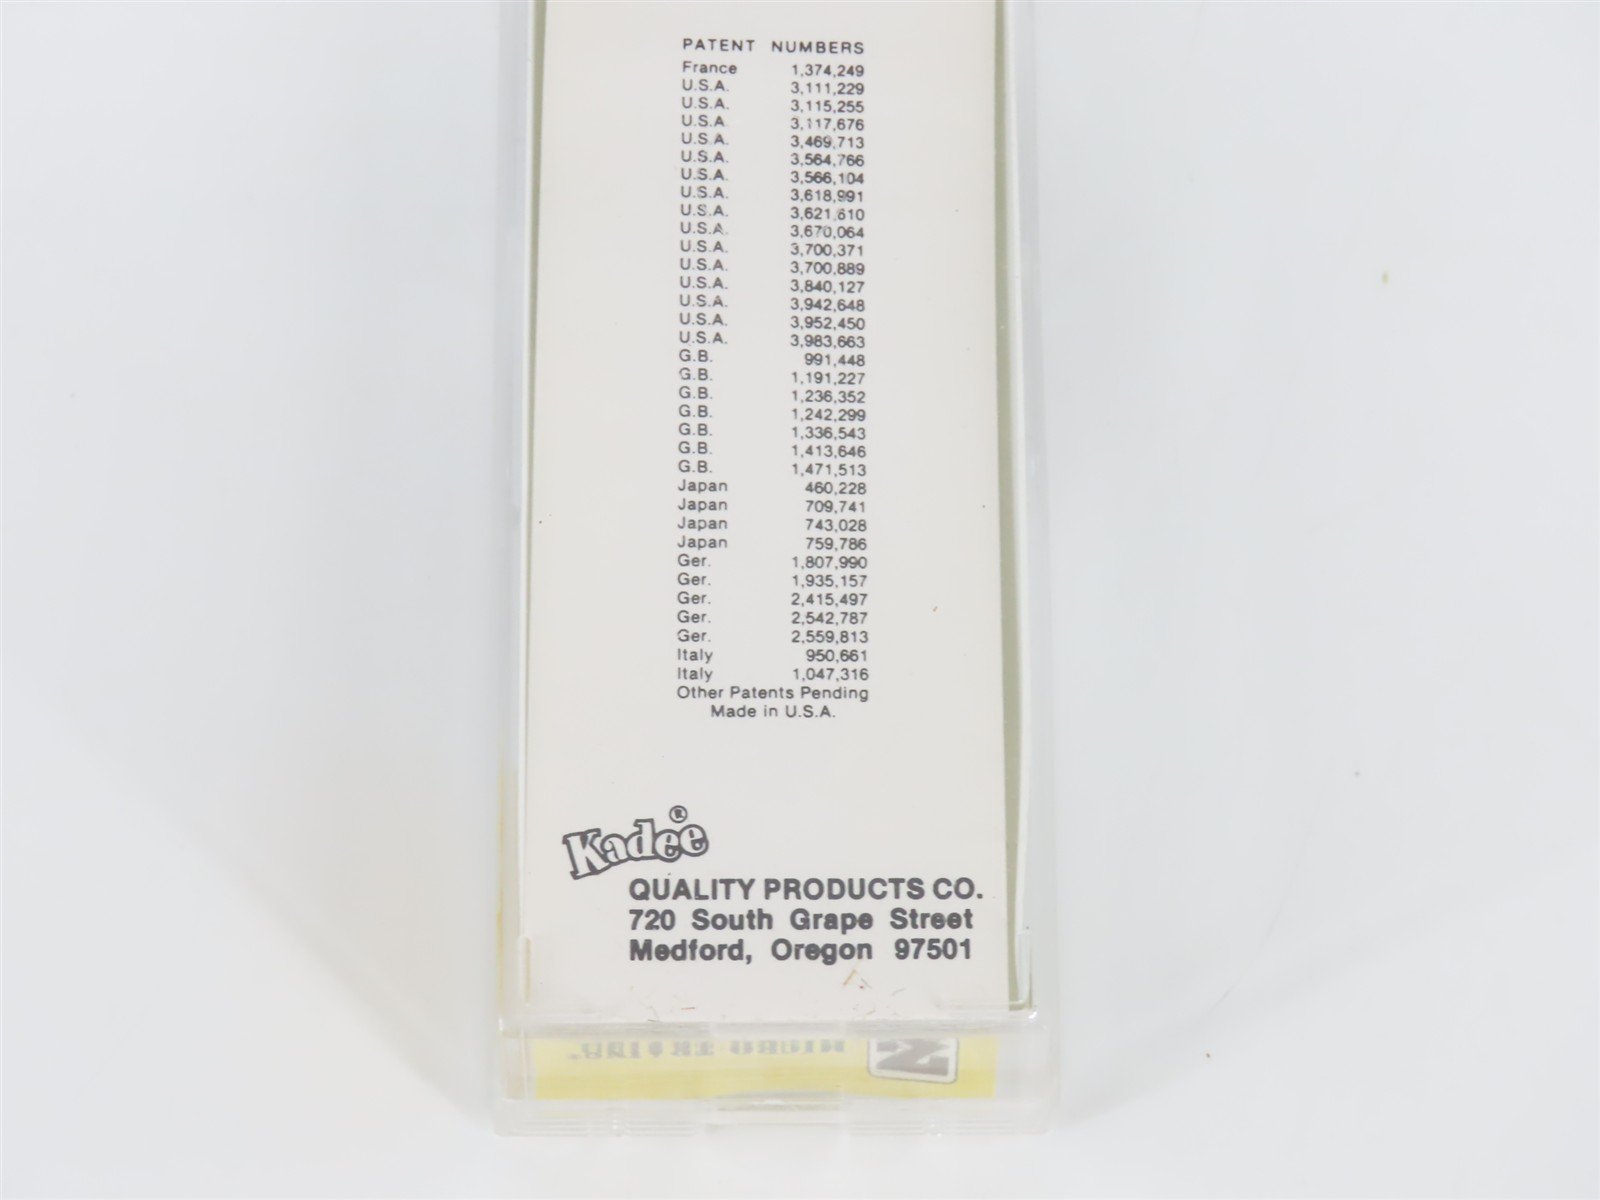 PATENT NUMBERS
France 1,374,249
U.S.A. 3,111,229
U.S.A. 3,115,255
U.S.A. 3,117,676
U.S.A. 3,469,713
U.S.A. 3,564,766
U.S.A. 3,566,104
U.S.A. 3,618,991
U.S.A. 3,621,610
U.S.A. 3,670,064
U.S.A. 3,700,371
U.S.A. 3,700,889
U.S.A. 3,840,127
U.S.A. 3,942,648
U.S.A. 3,952,450
U.S.A. 3,983,663
G.B. 991,448
G.B. 1,191,227
G.B. 1,236,352
G.B. 1,242,299
G.B. 1,336,543
G.B. 1,413,646
G.B. 1,471,513
Japan 460,228
Japan 709,741
Japan 743,028
Japan 759,786
Ger. 1,807,990
Ger. 1,935,157
Ger. 2,415,497
Ger. 2,542,787
Ger. 2,559,813
Italy 950,661
Italy 1,047,316
Other Patents Pending
Made in U.S.A.
Kadee®
QUALITY PRODUCTS CO.
720 South Grape Street
Medford, Oregon 97501